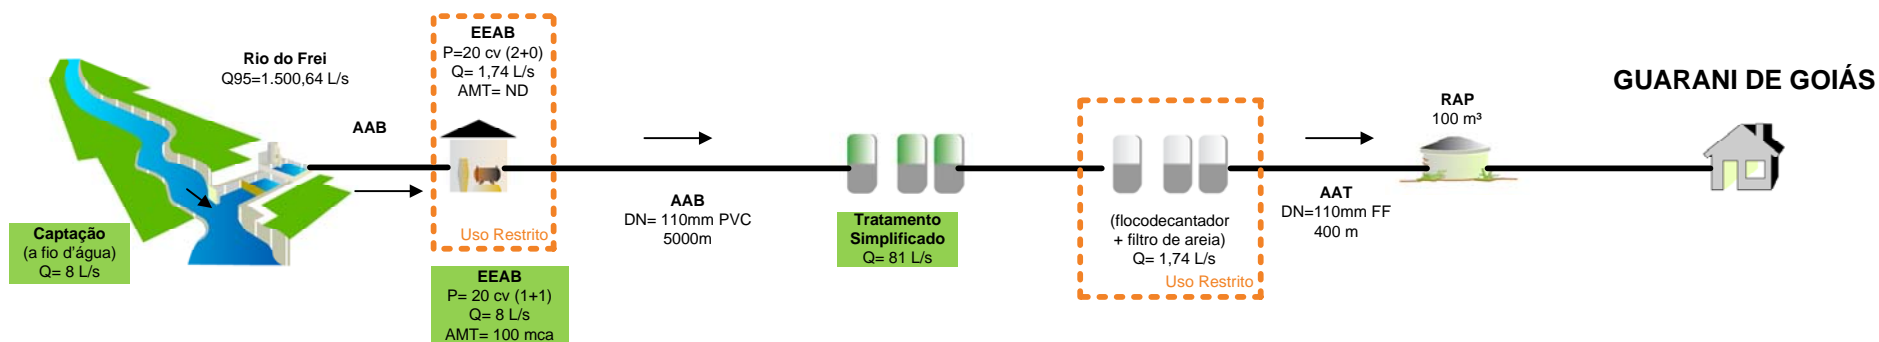 Rio do Frei
Q95=1.500,64 L/s
Captação
(a fio d'água)
Q= 8 L/s
AAB
EEAB
P=20 cv (2+0)
Q= 1,74 L/s
AMT= ND
Uso Restrito
EEAB
P= 20 cv (1+1)
Q= 8 L/s
AMT= 100 mca
AAB
DN= 110mm PVC
5000m
Tratamento
Simplificado
Q= 81 L/s
(flocodecantador
+ filtro de areia)
Q= 1,74 L/s
Uso Restrito
AAT
DN=110mm FF
400 m
RAP
100 m³
GUARANI DE GOIÁS